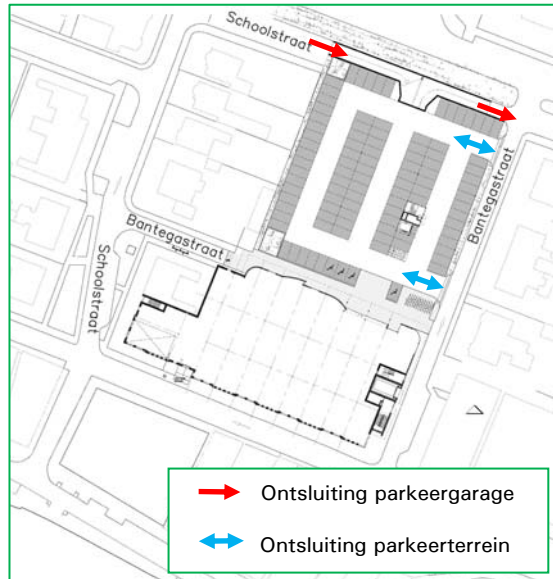 Schoolstraat
Bantegastraat
Bantegastraat
Schoolstraat
Ontsluiting parkeergarage
Ontsluiting parkeerterrein